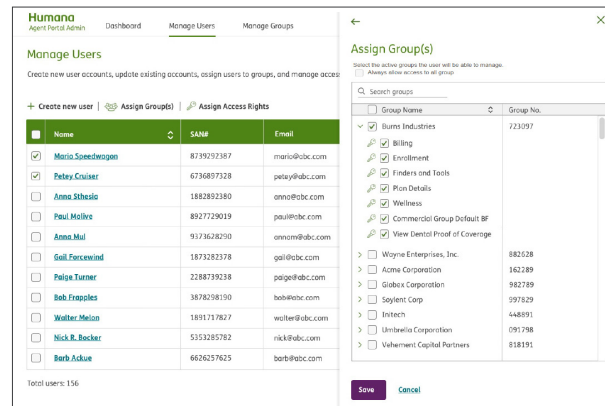 Humana
Agent Portal Admin
Dashboard
Manage Users
Manage Groups
Manage Users
Create new user accounts, update existing accounts, assign users to groups, and manage acces
+ Create new user | Assign Group(s) | Assign Access Rights
Name SAN# Email
Maria Speedwagon 8739292387 maria@abc.com
Petey Cruiser 6736897328 petey@abc.com
Anna Sthesia 1882892380 anna@abc.com
Paul Molive 8927729019 paul@abc.com
Anna Mul 9373628290 annam@abc.com
Gail Forcewind 1873282378 gail@abc.com
Paige Turner 2288739238 paige@abc.com
Bob Frapples 3878298190 bob@abc.com
Walter Melon 1891717827 walter@abc.com
Nick R. Bocker 5353285782 nick@abc.com
Barb Ackue 6626257625 barb@abc.com
Total users: 156
Assign Group(s)
Select the active groups the user will be able to manage.
Always allow access to all group
Search groups
Group Name Group No.
Burns Industries 723097
Billing
Enrollment
Finders and Tools
Plan Details
Wellness
Commercial Group Default BF
View Dental Proof of Coverage
Wayne Enterprises, Inc. 882628
Acme Corporation 162289
Globex Corporation 982789
Soylent Corp 997829
Initech 448891
Umbrella Corporation 091798
Vehement Capital Partners 818191
Save Cancel